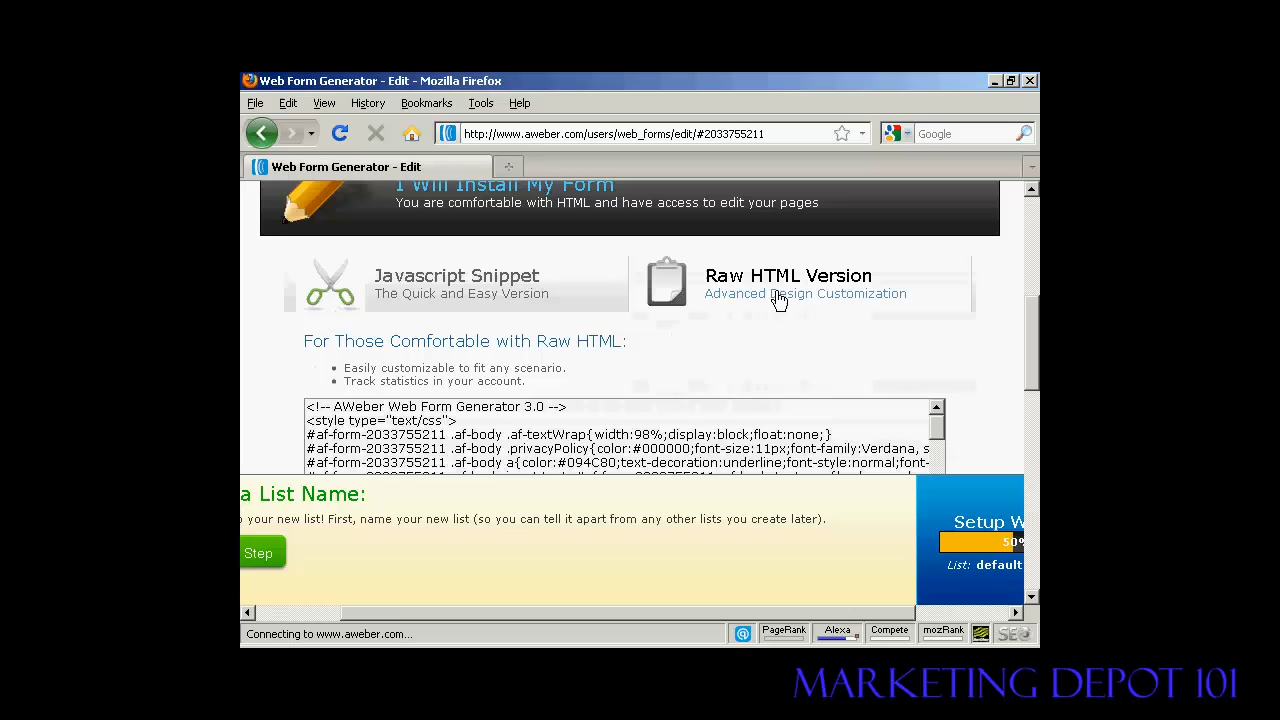 Web Form Generator - Edit - Mozilla Firefox
File Edit View History Bookmarks Tools Help
http://www.aweber.com/users/web_forms/edit/#2033755211
Google
Web Form Generator - Edit
I Will Install My Form
You are comfortable with HTML and have access to edit your pages
Javascript Snippet
The Quick and Easy Version
Raw HTML Version
Advanced Design Customization
For Those Comfortable with Raw HTML:
Easily customizable to fit any scenario.
Track statistics in your account.
<!-- AWeber Web Form Generator 3.0 -->
<style type="text/css">
#af-form-2033755211 .af-body .af-textWrap{width:98%;display:block;float:none;}
#af-form-2033755211 .af-body .privacyPolicy{color:#000000;font-size:11px;font-family:Verdana, s
#af-form-2033755211 .af-body a{color:#094C80;text-decoration:underline;font-style:normal;font-
a List Name:
o your new list! First, name your new list (so you can tell it apart from any other lists you create later).
Step
Setup W
50%
List: default
Connecting to www.aweber.com...
PageRank
Alexa
Compete
mozRank
SEO
MARKETING DEPOT 101